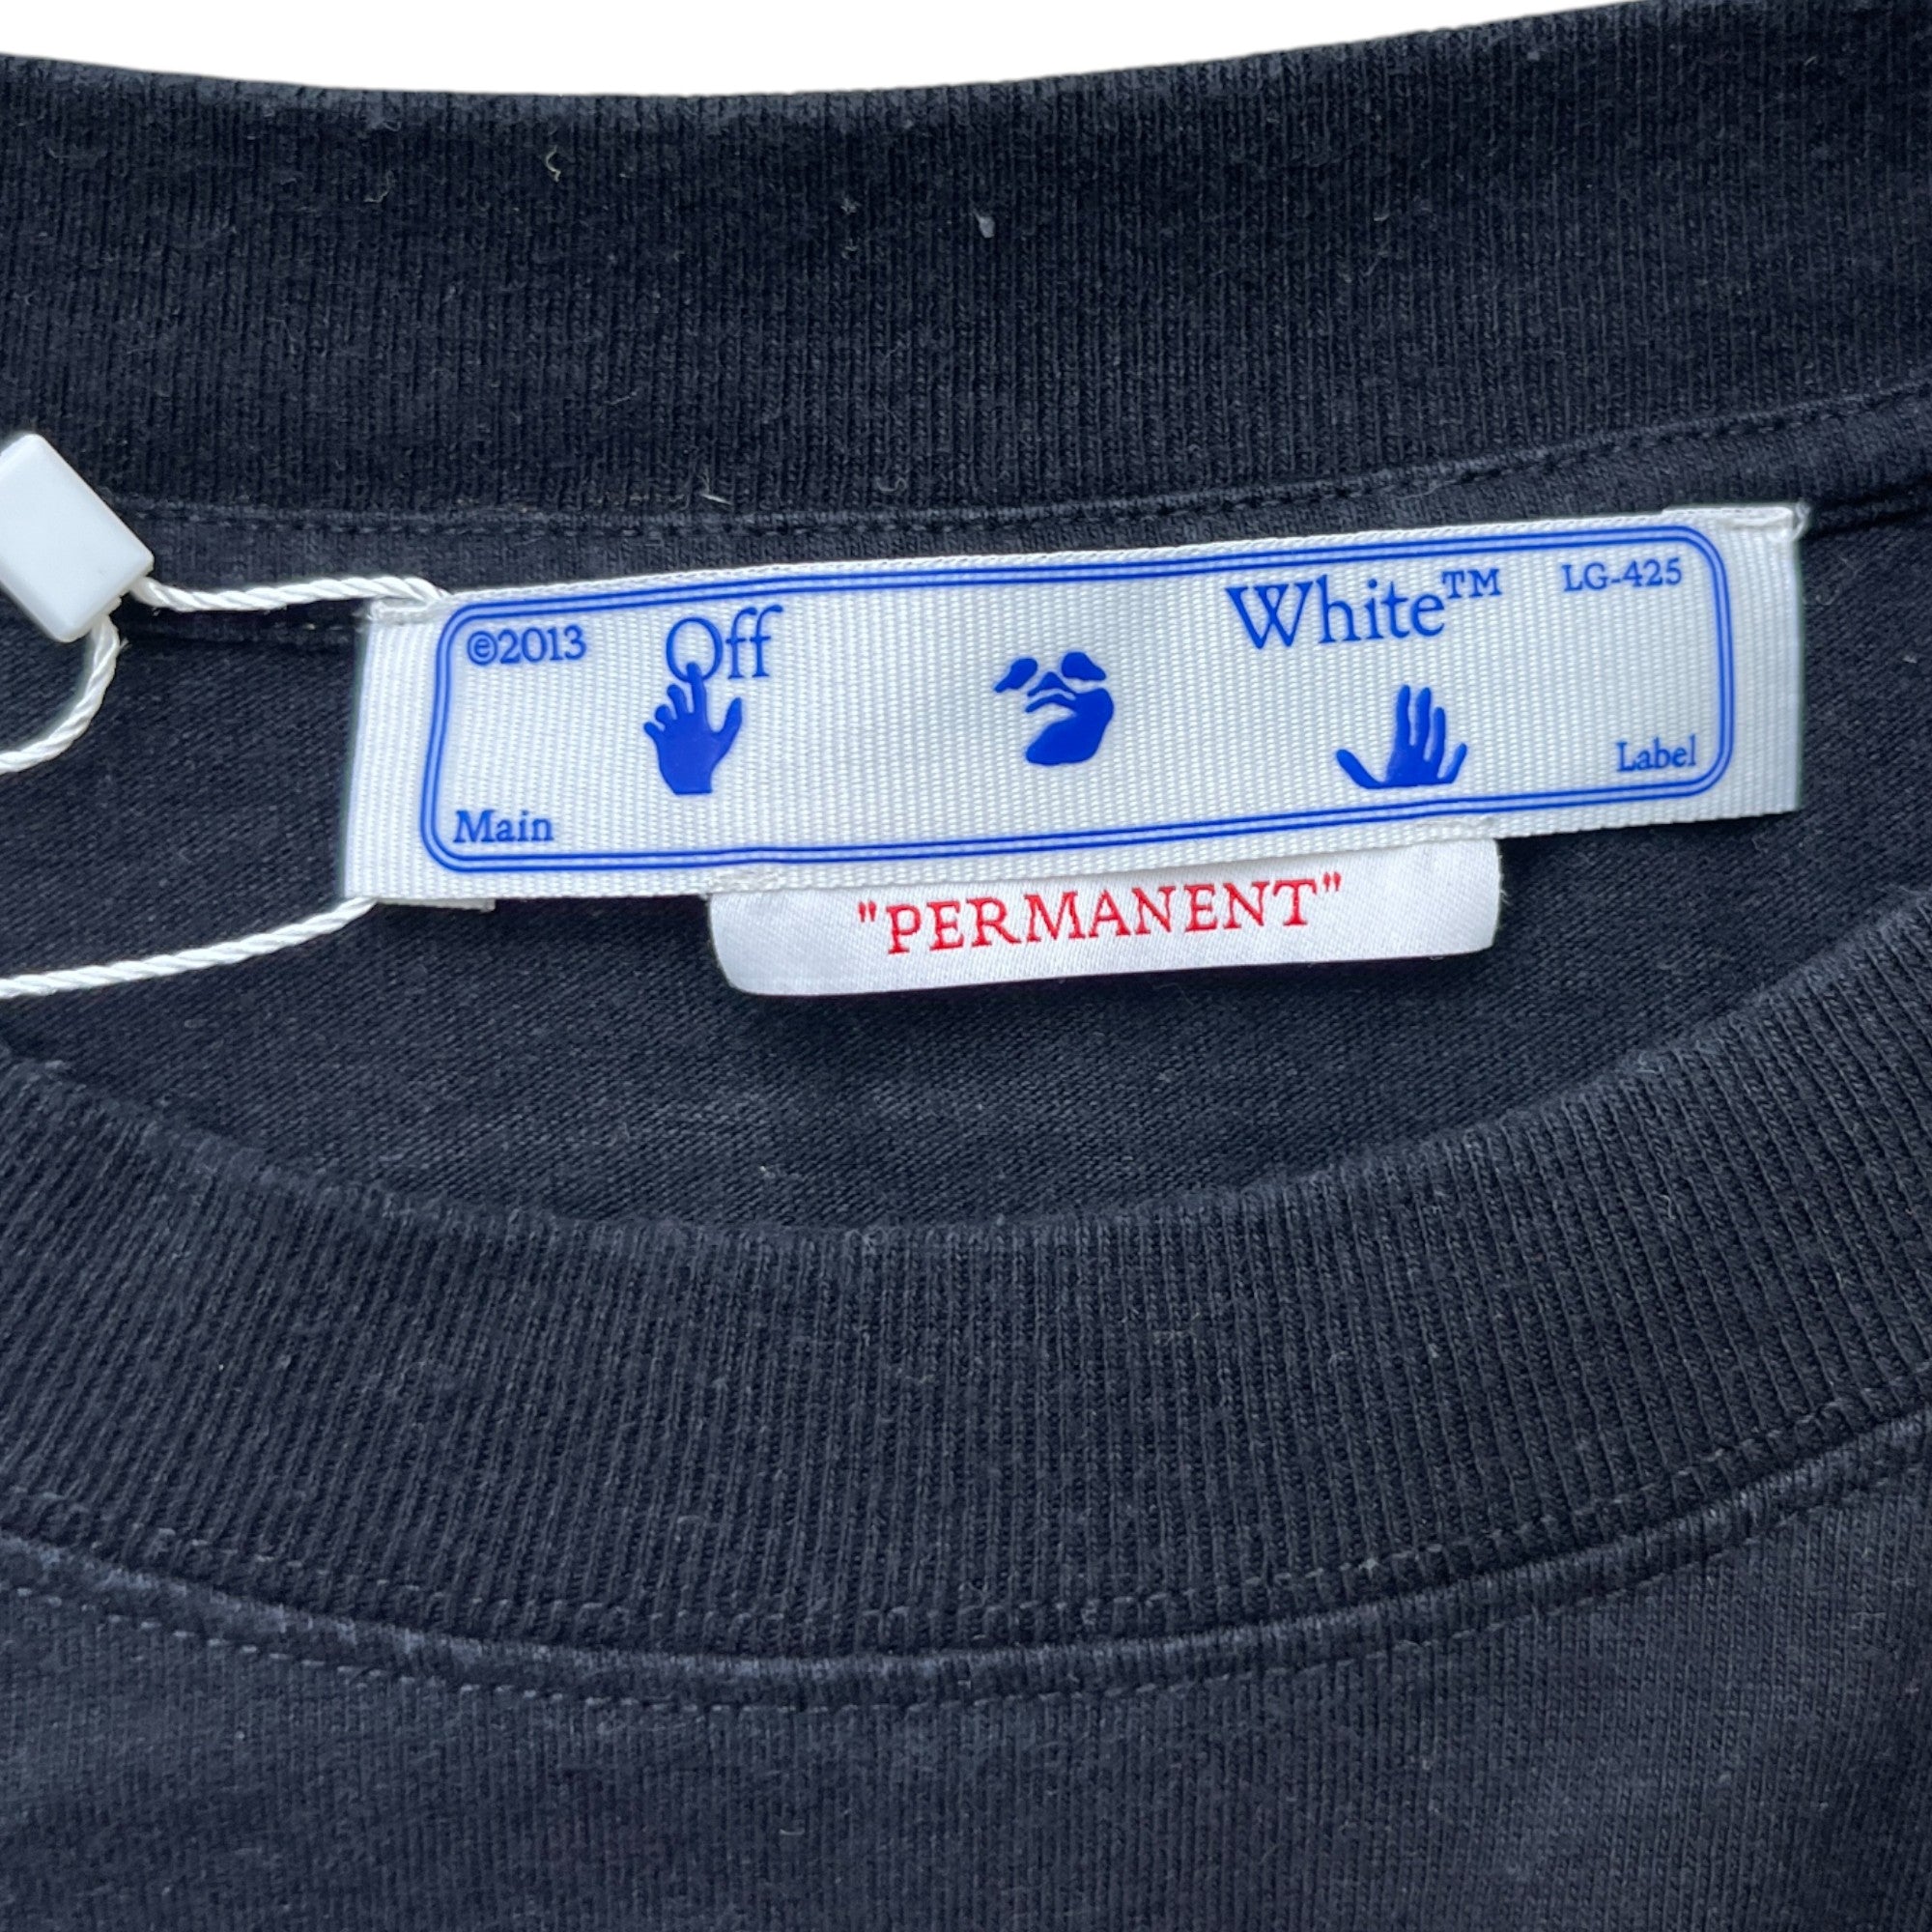 ©2013 Off White™ LG-425
Main Label
"PERMANENT"